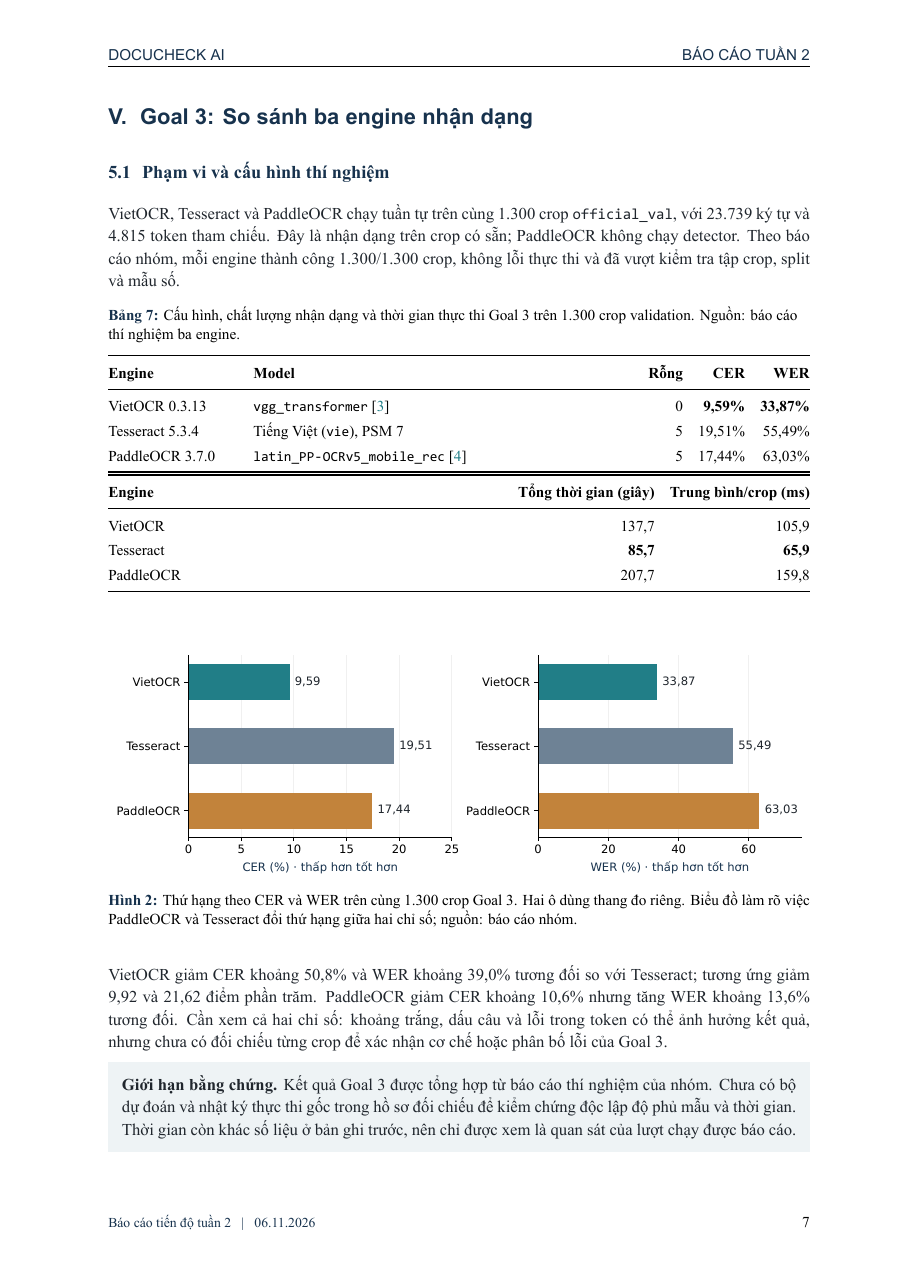 DOCUCHECK AI BÁO CÁO TUẦN 2
V. Goal 3: So sánh ba engine nhận dạng
5.1 Phạm vi và cấu hình thí nghiệm
VietOCR, Tesseract và PaddleOCR chạy tuần tự trên cùng 1.300 crop official_val, với 23.739 ký tự và
4.815 token tham chiếu. Đây là nhận dạng trên crop có sẵn; PaddleOCR không chạy detector. Theo báo
cáo nhóm, mỗi engine thành công 1.300/1.300 crop, không lỗi thực thi và đã vượt kiểm tra tập crop, split
và mẫu số.
Bảng 7: Cấu hình, chất lượng nhận dạng và thời gian thực thi Goal 3 trên 1.300 crop validation. Nguồn: báo cáo
thí nghiệm ba engine.
Engine Model Rỗng CER WER
VietOCR 0.3.13 vgg_transformer [3] 0 9,59% 33,87%
Tesseract 5.3.4 Tiếng Việt (vie), PSM 7 5 19,51% 55,49%
PaddleOCR 3.7.0 latin_PP-OCRv5_mobile_rec [4] 5 17,44% 63,03%
Engine Tổng thời gian (giây) Trung bình/crop (ms)
VietOCR 137,7 105,9
Tesseract 85,7 65,9
PaddleOCR 207,7 159,8
VietOCR 9,59 VietOCR 33,87
Tesseract 19,51 Tesseract 55,49
PaddleOCR 17,44 PaddleOCR 63,03
0 5 10 15 20 25 0 20 40 60
CER (%) · thấp hơn tốt hơn WER (%) · thấp hơn tốt hơn
Hình 2: Thứ hạng theo CER và WER trên cùng 1.300 crop Goal 3. Hai ô dùng thang đo riêng. Biểu đồ làm rõ việc
PaddleOCR và Tesseract đổi thứ hạng giữa hai chỉ số; nguồn: báo cáo nhóm.
VietOCR giảm CER khoảng 50,8% và WER khoảng 39,0% tương đối so với Tesseract; tương ứng giảm
9,92 và 21,62 điểm phần trăm. PaddleOCR giảm CER khoảng 10,6% nhưng tăng WER khoảng 13,6%
tương đối. Cần xem cả hai chỉ số: khoảng trắng, dấu câu và lỗi trong token có thể ảnh hưởng kết quả,
nhưng chưa có đối chiếu từng crop để xác nhận cơ chế hoặc phân bố lỗi của Goal 3.
Giới hạn bằng chứng. Kết quả Goal 3 được tổng hợp từ báo cáo thí nghiệm của nhóm. Chưa có bộ
dự đoán và nhật ký thực thi gốc trong hồ sơ đối chiếu để kiểm chứng độc lập độ phủ mẫu và thời gian.
Thời gian còn khác số liệu ở bản ghi trước, nên chỉ được xem là quan sát của lượt chạy được báo cáo.
Báo cáo tiến độ tuần 2 | 06.11.2026 7